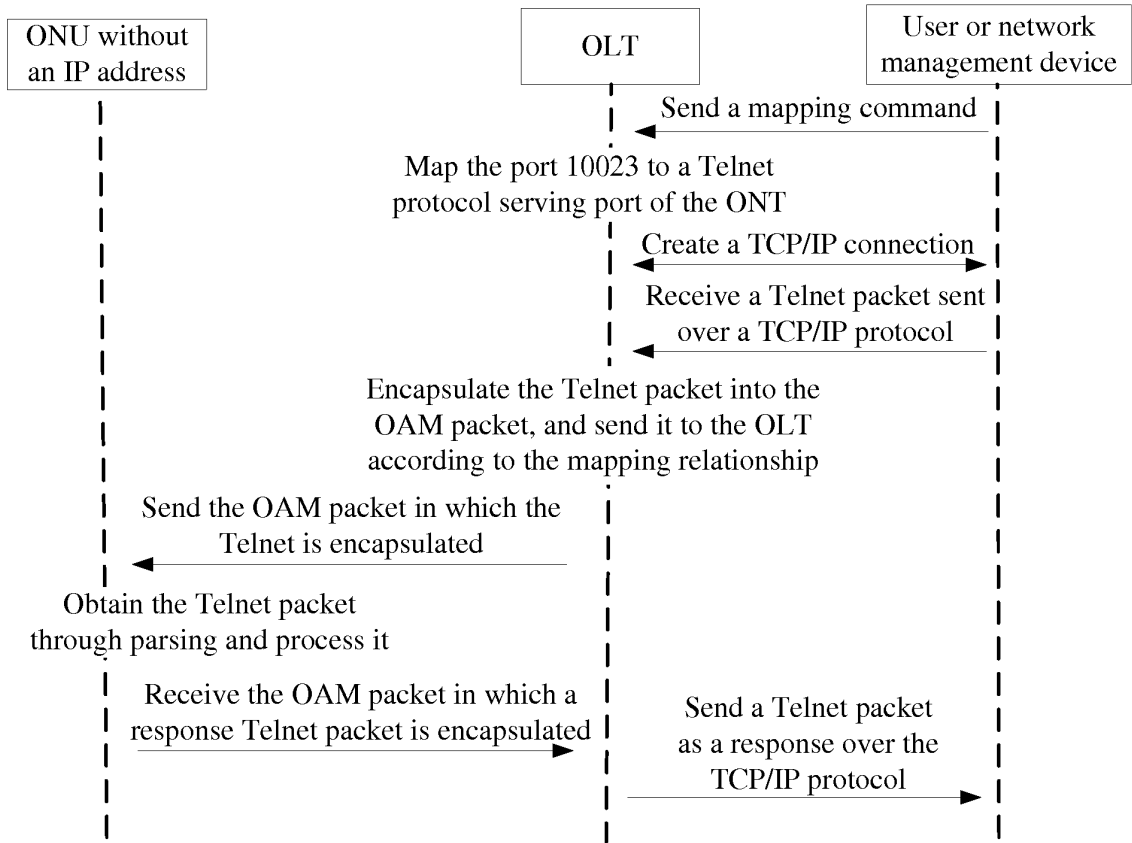 ONU without
an IP address
OLT
User or network
management device
Send a mapping command
Map the port 10023 to a Telnet
protocol serving port of the ONT
Create a TCP/IP connection
Receive a Telnet packet sent
over a TCP/IP protocol
Encapsulate the Telnet packet into the
OAM packet, and send it to the OLT
according to the mapping relationship
Send the OAM packet in which the
Telnet is encapsulated
Obtain the Telnet packet
through parsing and process it
Receive the OAM packet in which a
response Telnet packet is encapsulated
Send a Telnet packet
as a response over the
TCP/IP protocol